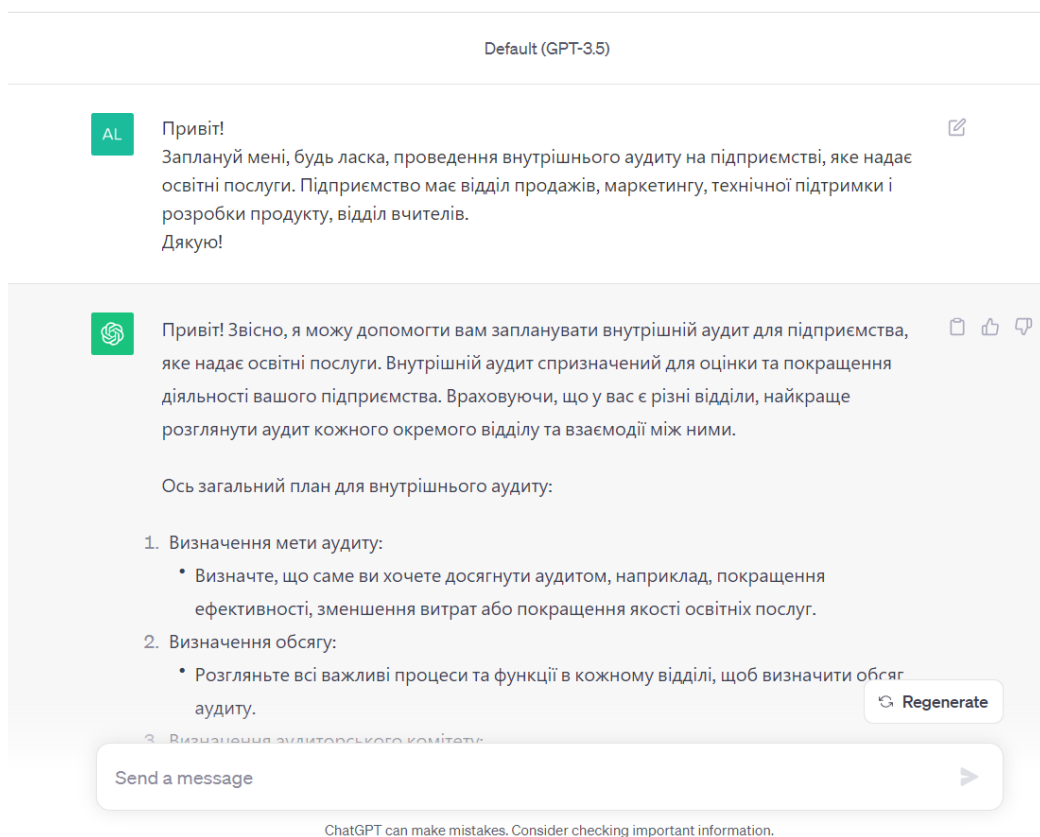 Default (GPT-3.5)
AL
Привіт!
Заплануй мені, будь ласка, проведення внутрішнього аудиту на підприємстві, яке надає
освітні послуги. Підприємство має відділ продажів, маркетингу, технічної підтримки і
розробки продукту, відділ вчителів.
Дякую!
Привіт! Звісно, я можу допомогти вам запланувати внутрішній аудит для підприємства,
яке надає освітні послуги. Внутрішній аудит спризначений для оцінки та покращення
діяльності вашого підприємства. Враховуючи, що у вас є різні відділи, найкраще
розглянути аудит кожного окремого відділу та взаємодії між ними.
Ось загальний план для внутрішнього аудиту:
1. Визначення мети аудиту:
• Визначте, що саме ви хочете досягнути аудитом, наприклад, покращення
ефективності, зменшення витрат або покращення якості освітніх послуг.
2. Визначення обсягу:
• Розгляньте всі важливі процеси та функції в кожному відділі, щоб визначити обсяг
аудиту.
Regenerate
3. Визначення аудиторського комітету:
Send a message
ChatGPT can make mistakes. Consider checking important information.